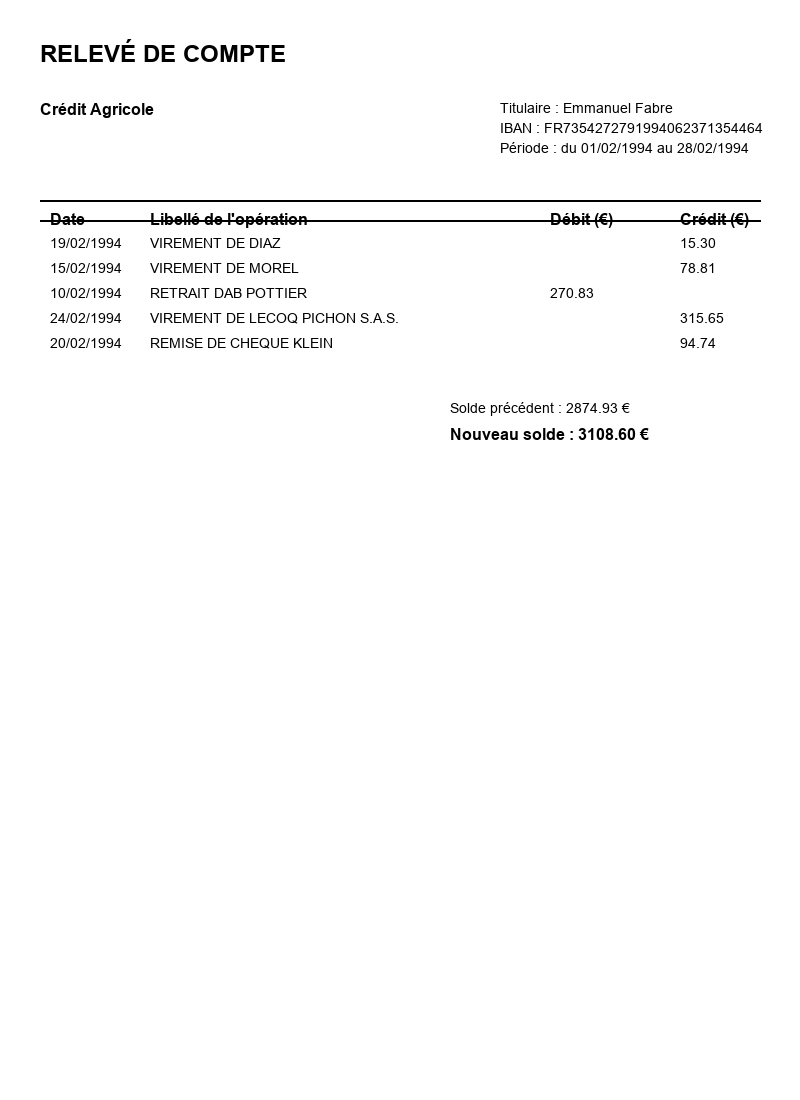 RELEVÉ DE COMPTE
Crédit Agricole
Titulaire : Emmanuel Fabre
IBAN : FR7354272791994062371354464
Période : du 01/02/1994 au 28/02/1994
Date Libellé de l'opération Débit (€) Crédit (€)
19/02/1994 VIREMENT DE DIAZ 15.30
15/02/1994 VIREMENT DE MOREL 78.81
10/02/1994 RETRAIT DAB POTTIER 270.83
24/02/1994 VIREMENT DE LECOQ PICHON S.A.S. 315.65
20/02/1994 REMISE DE CHEQUE KLEIN 94.74
Solde précédent : 2874.93 €
Nouveau solde : 3108.60 €